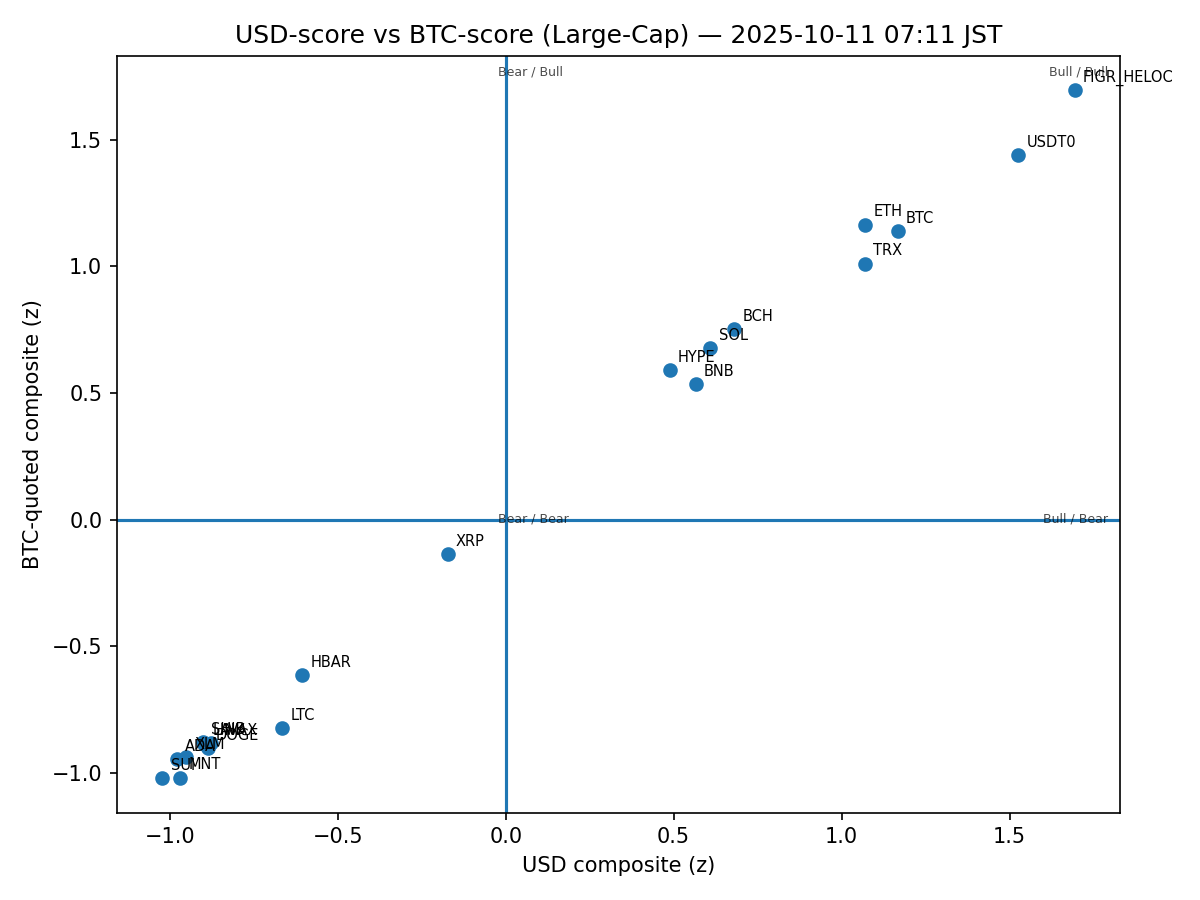 USD-score vs BTC-score (Large-Cap) — 2025-10-11 07:11 JST
Bear / Bull
Bull / Bull
FIGR_HELOC
USDT0
ETH
BTC
TRX
BCH
SOL
HYPE
BNB
Bear / Bear
Bull / Bear
XRP
HBAR
LTC
DOGE
ADA
XLM
SUI
MNT
1.5
1.0
0.5
0.0
−0.5
−1.0
BTC-quoted composite (z)
−1.0
−0.5
0.0
0.5
1.0
1.5
USD composite (z)